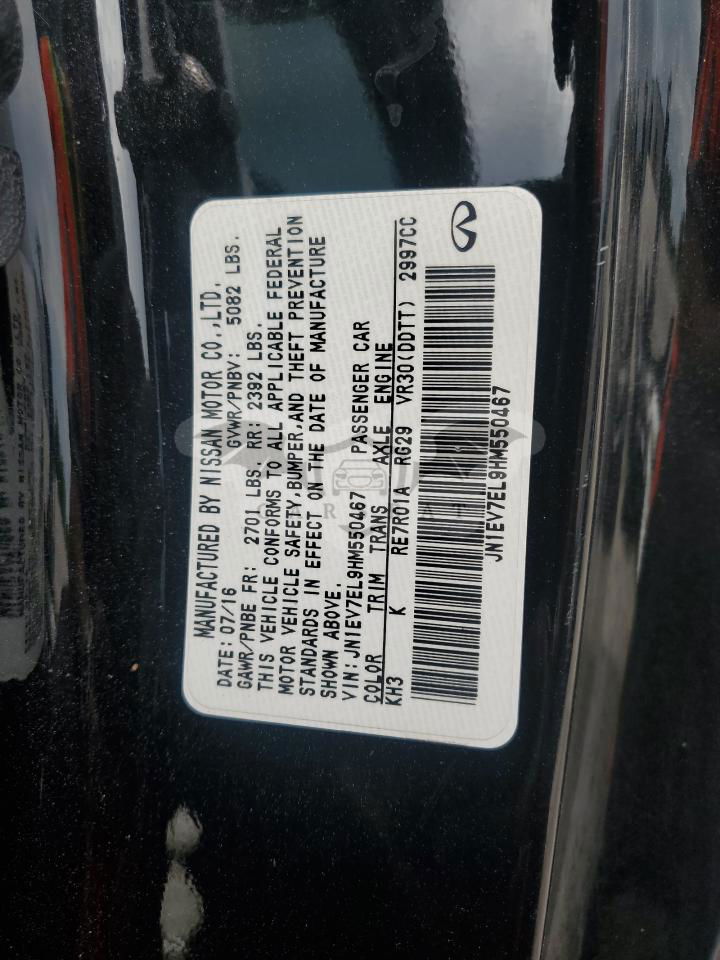 MANUFACTURED BY NISSAN MOTOR CO.,LTD.
DATE:07/16 GVWR/PNBV: 5082 LBS.
GAWR/PNBE FR: 2701 LBS. RR: 2392 LBS.
THIS VEHICLE CONFORMS TO ALL APPLICABLE FEDERAL
MOTOR VEHICLE SAFETY,BUMPER,AND THEFT PREVENTION
STANDARDS IN EFFECT ON THE DATE OF MANUFACTURE
SHOWN ABOVE.
VIN:JN1EV7EL9HM550467 PASSENGER CAR
COLOR TRIM TRANS AXLE ENGINE
KH3 K RE7R01A RG29 VR30(DDTT) 2997CC
JN1EV7EL9HM550467